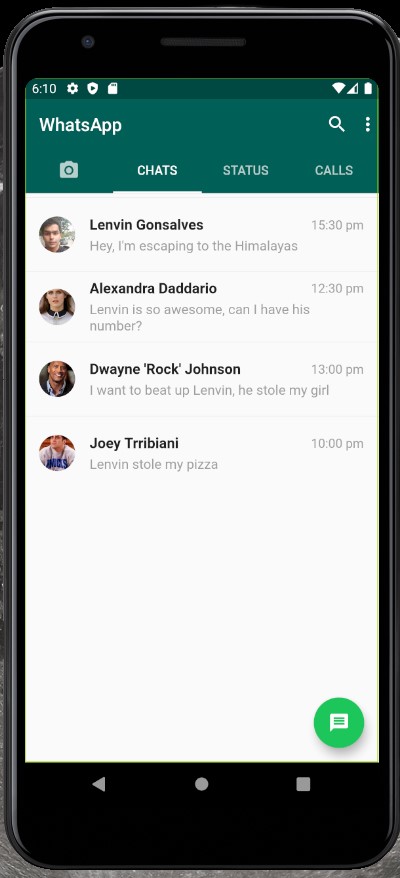 6:10
WhatsApp
CHATS STATUS CALLS
Lenvin Gonsalves 15:30 pm
Hey, I'm escaping to the Himalayas
Alexandra Daddario 12:30 pm
Lenvin is so awesome, can I have his
number?
Dwayne 'Rock' Johnson 13:00 pm
I want to beat up Lenvin, he stole my girl
Joey Trribiani 10:00 pm
Lenvin stole my pizza